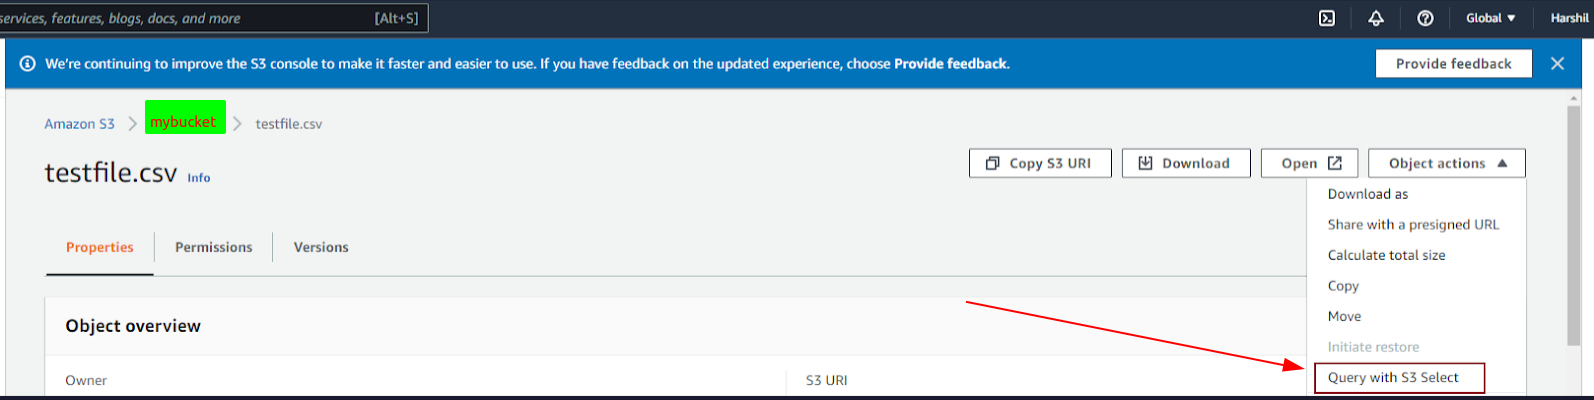 services, features, blogs, docs, and more [Alt+S] Global Harshil
We're continuing to improve the S3 console to make it faster and easier to use. If you have feedback on the updated experience, choose Provide feedback. Provide feedback
Amazon S3 mybucket testfile.csv
testfile.csv Info Copy S3 URI Download Open Object actions
Download as
Share with a presigned URL
Properties Permissions Versions
Calculate total size
Copy
Move
Object overview
Initiate restore
Query with S3 Select
Owner S3 URI